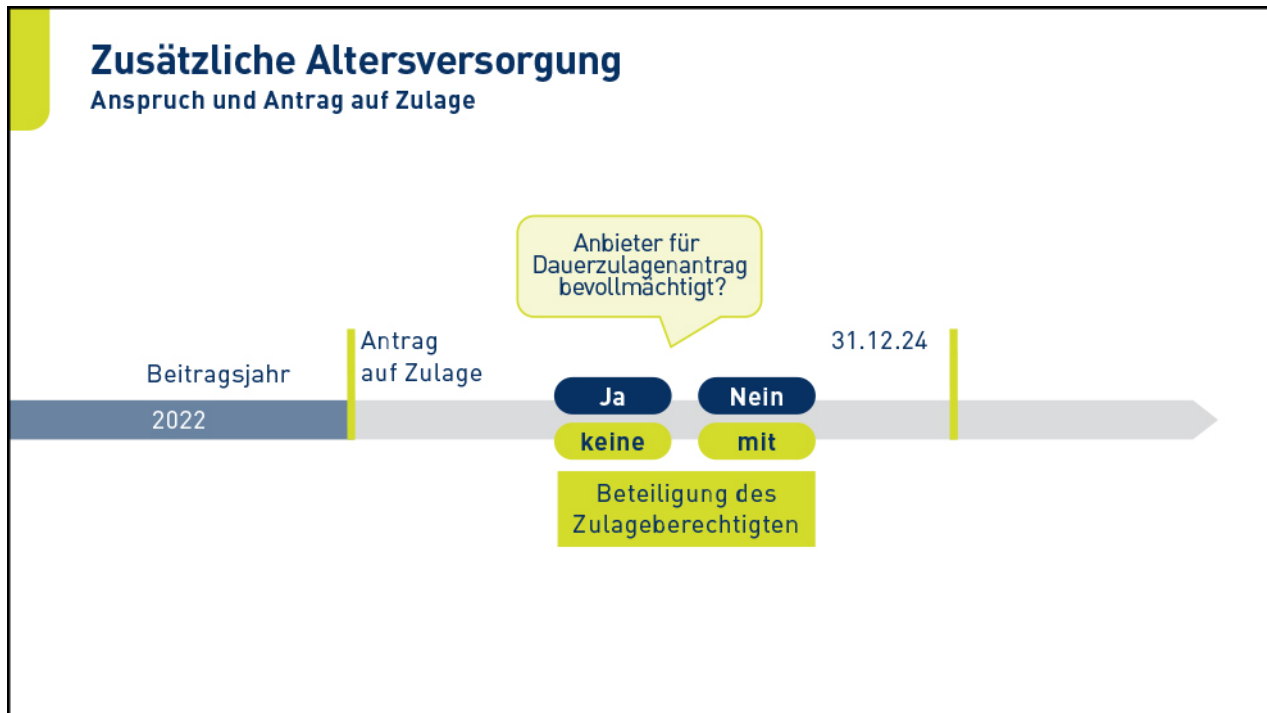 Zusätzliche Altersversorgung
Anspruch und Antrag auf Zulage
Anbieter für
Dauerzulagenantrag
bevollmächtigt?
Beitragsjahr
2022
Antrag
auf Zulage
Ja
Nein
keine
mit
Beteiligung des
Zulageberechtigten
31.12.24